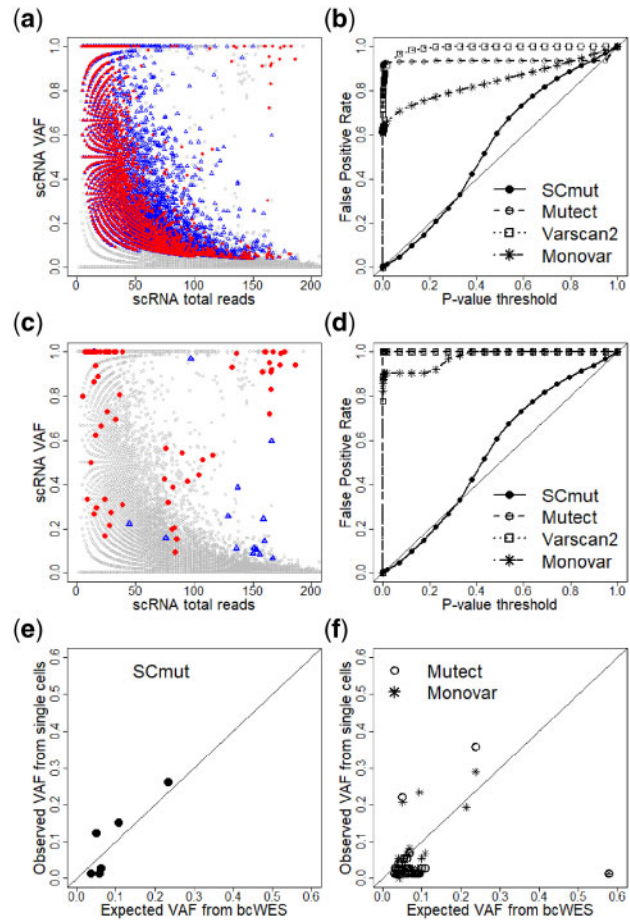 (a)
scRNA VAF
0.0 0.2 0.4 0.6 0.8 1.0
0 50 100 150 200
scRNA total reads
(b)
False Positive Rate
0.0 0.2 0.4 0.6 0.8 1.0
SCmut
Mutect
Varscan2
Monovar
0.0 0.2 0.4 0.6 0.8 1.0
P-value threshold
(c)
scRNA VAF
0.0 0.2 0.4 0.6 0.8 1.0
0 50 100 150 200
scRNA total reads
(d)
False Positive Rate
0.0 0.2 0.4 0.6 0.8 1.0
SCmut
Mutect
Varscan2
Monovar
0.0 0.2 0.4 0.6 0.8 1.0
P-value threshold
(e)
SCmut
Observed VAF from single cells
0.0 0.1 0.2 0.3 0.4 0.5 0.6
0.0 0.1 0.2 0.3 0.4 0.5 0.6
Expected VAF from bcWES
(f)
Mutect
Monovar
Observed VAF from single cells
0.0 0.1 0.2 0.3 0.4 0.5 0.6
0.0 0.1 0.2 0.3 0.4 0.5 0.6
Expected VAF from bcWES